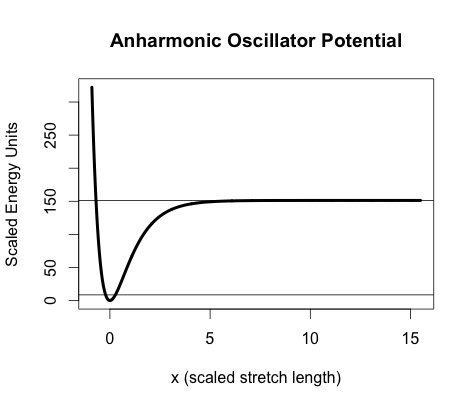 Anharmonic Oscillator Potential
Scaled Energy Units
250
150
50
0
0 5 10 15
x (scaled stretch length)